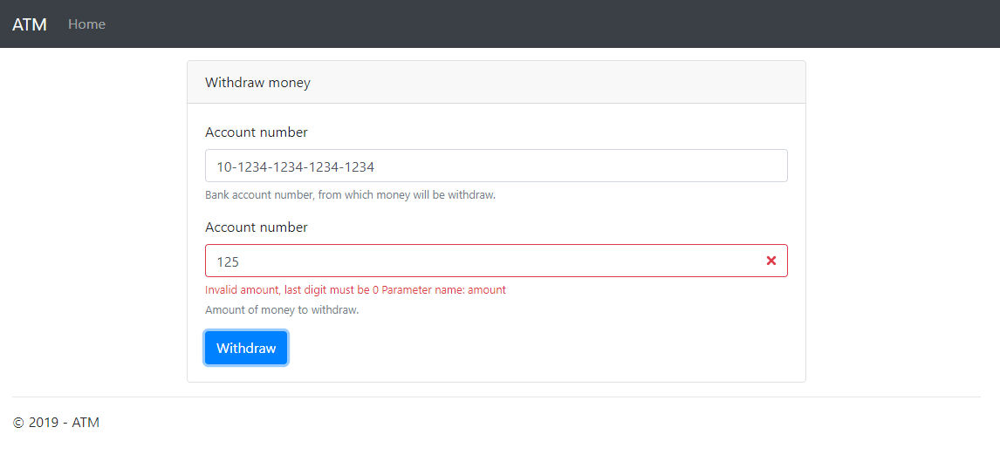 ATM Home
Withdraw money
Account number
10-1234-1234-1234-1234
Bank account number, from which money will be withdraw.
Account number
125
Invalid amount, last digit must be 0 Parameter name: amount
Amount of money to withdraw.
Withdraw
© 2019 - ATM